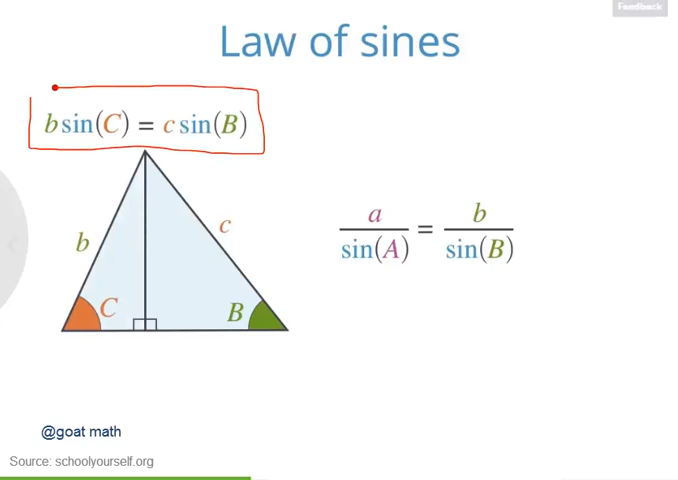 Feedback
Law of sines
b sin(C) = c sin(B)
b
c
C
B
a/sin(A) = b/sin(B)
@goat math
Source: schoolyourself.org